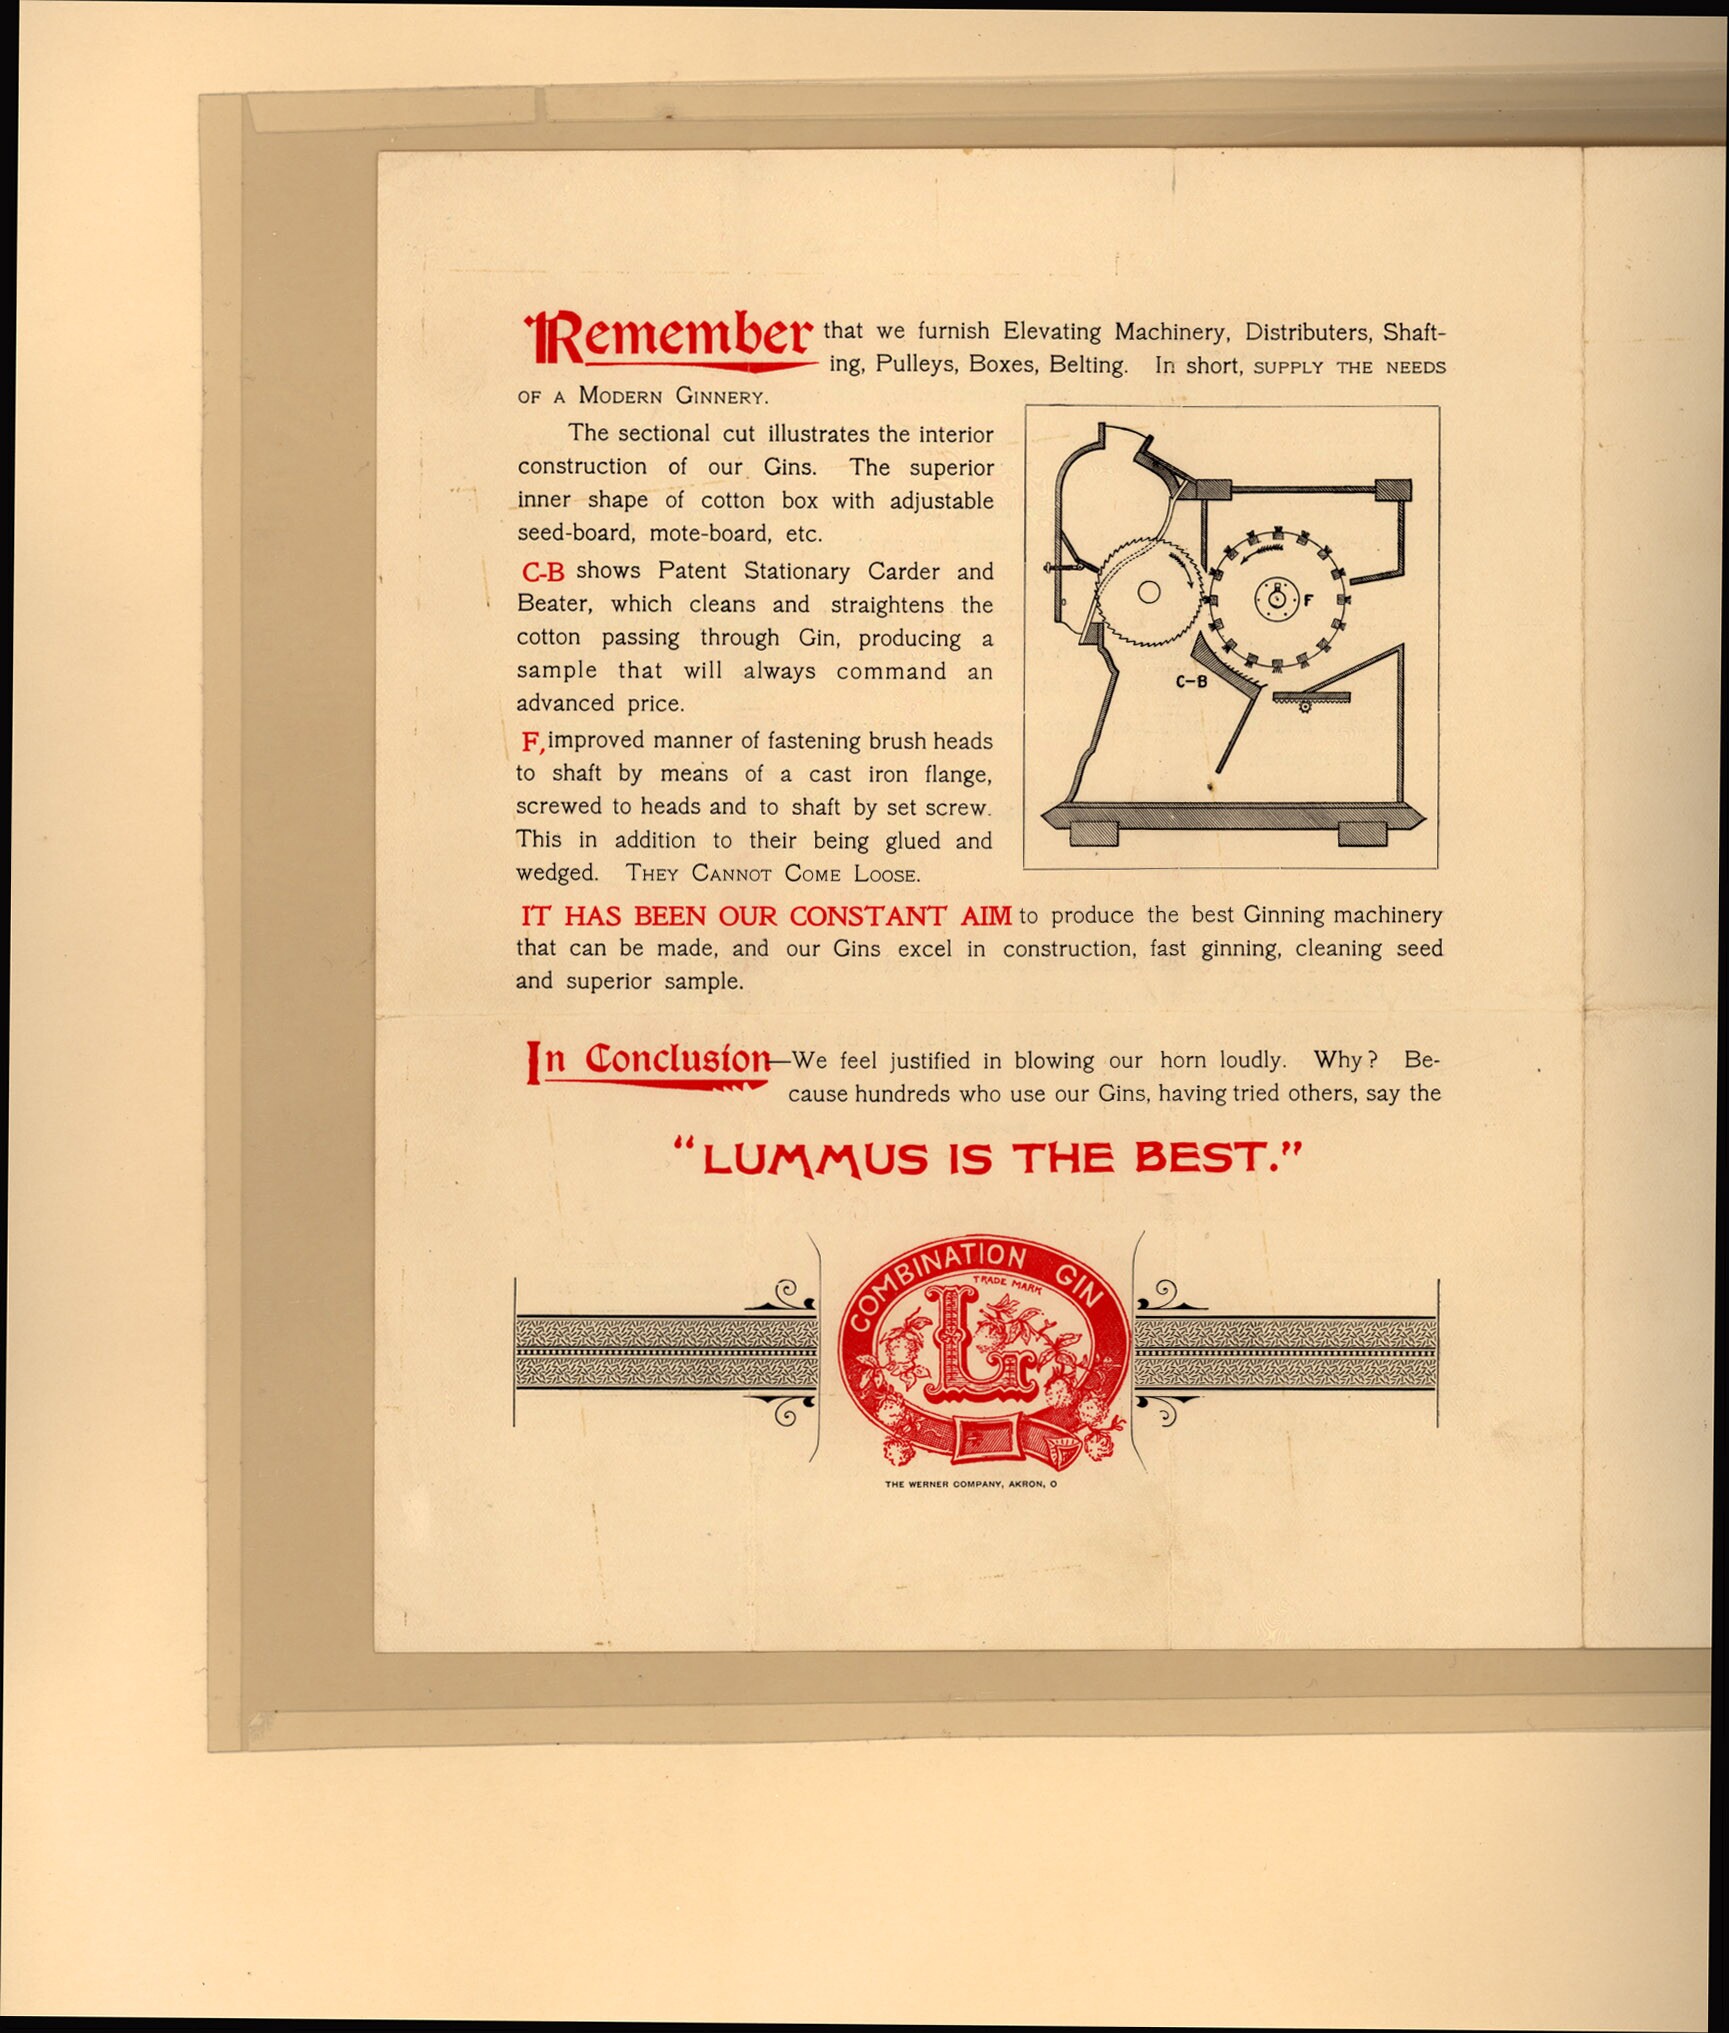 Remember that we furnish Elevating Machinery, Distributers, Shaft-
ing, Pulleys, Boxes, Belting. In short, SUPPLY THE NEEDS
OF A MODERN GINNERY.
The sectional cut illustrates the interior
construction of our Gins. The superior
inner shape of cotton box with adjustable
seed-board, mote-board, etc.
C-B shows Patent Stationary Carder and
Beater, which cleans and straightens the
cotton passing through Gin, producing a
sample that will always command an
advanced price.
F, improved manner of fastening brush heads
to shaft by means of a cast iron flange,
screwed to heads and to shaft by set screw.
This in addition to their being glued and
wedged. THEY CANNOT COME LOOSE.
F
C-B
IT HAS BEEN OUR CONSTANT AIM to produce the best Ginning machinery
that can be made, and our Gins excel in construction, fast ginning, cleaning seed
and superior sample.
In Conclusion—We feel justified in blowing our horn loudly. Why? Be-
cause hundreds who use our Gins, having tried others, say the
"LUMMUS IS THE BEST."
COMBINATION GIN
TRADE MARK
L
THE WERNER COMPANY, AKRON, O